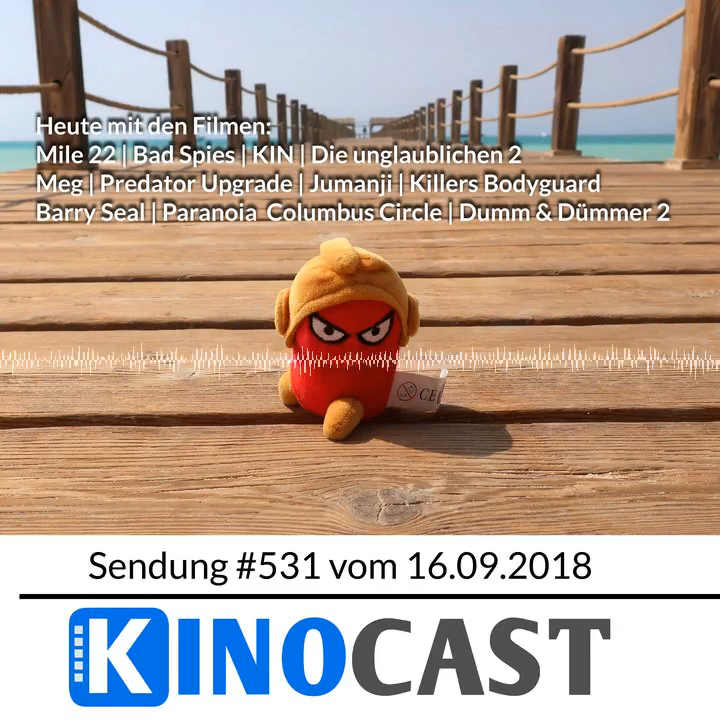 Heute mit den Filmen:
Mile 22 | Bad Spies | KIN | Die unglaublichen 2
Meg | Predator Upgrade | Jumanji | Killers Bodyguard
Barry Seal | Paranoia Columbus Circle | Dumm & Dümmer 2
CE
Sendung #531 vom 16.09.2018
KINOCAST